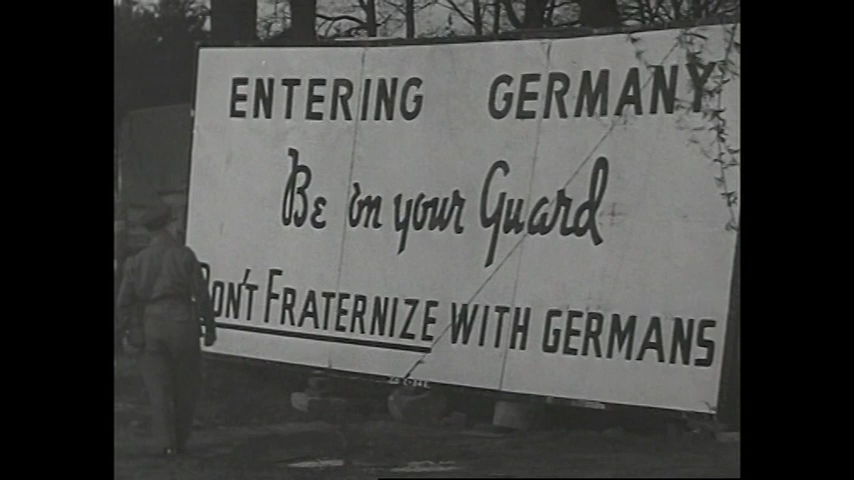 ENTERING GERMANY
Be on your Guard
DON'T FRATERNIZE WITH GERMANS